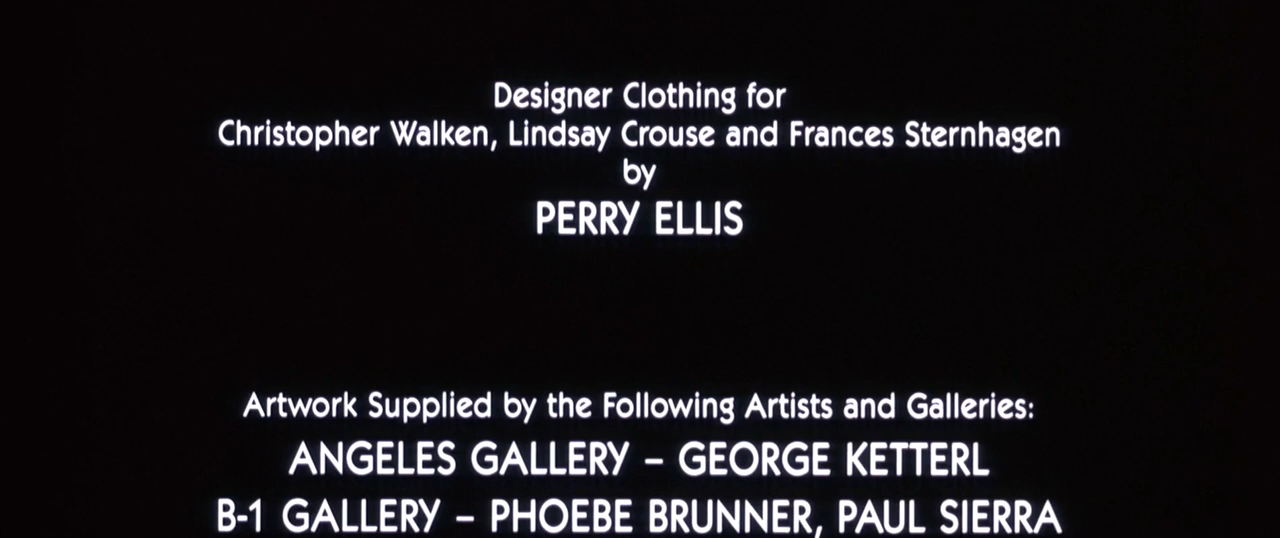 Designer Clothing for
Christopher Walken, Lindsay Crouse and Frances Sternhagen
by
PERRY ELLIS
Artwork Supplied by the Following Artists and Galleries:
ANGELES GALLERY – GEORGE KETTERL
B-1 GALLERY – PHOEBE BRUNNER, PAUL SIERRA